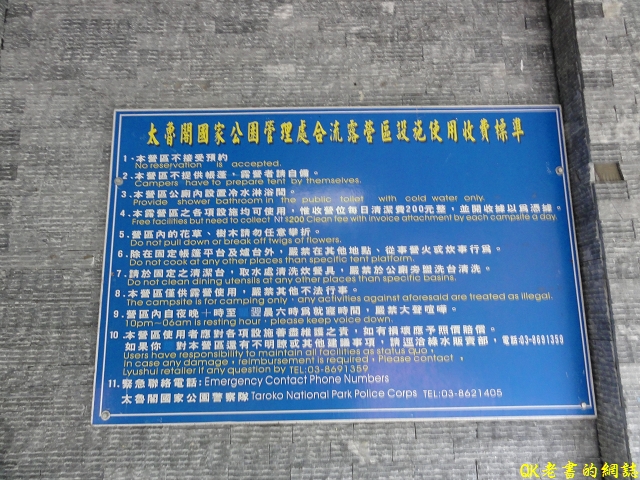 太魯閣國家公園管理處合流露營區設施使用收費標準
1、本營區不接受預約
No reservation is accepted.
2、本營區不提供帳蓬，露營者請自備。
Campers have to prepare tent by themselves.
3、本營區公廁內設置冷水淋浴間。
Provide shower bathroom in the public toilet with cold water only.
4、本露營區之各項設施均可使用，惟收營位每日清潔費200元整，並請收據以爲憑據。
Free facilities but need to collect Nt $200 Clean fee with invoice attachment by each campsite a day.
5、營區內的花草、樹木請勿任意攀折。
Do not pull down or break off twigs of flowers.
6、除在固定帳蓬平台及爐台外，嚴禁在其他地點、從事營火或炊事行爲。
Do not cook at any other places than specific tent platform.
7、請於固定之清潔台，取水處清洗炊餐具，嚴禁於公廁旁盥洗台清洗。
Do not clean dining utensils at any other places than specific basins.
8、本營區僅供露營使用，嚴禁其他不法行事。
The campsite is for camping only, any activities against aforesaid are treated as illegal.
9、營區內自夜晚十時至 翌晨六時爲就寢時間，嚴禁大聲喧嘩。
10pm~06am is resting hour, please keep voice down.
10、本營區使用者應對各項設施善盡維護之責，如有損壞應予照價賠償。
如果你 對本營區還有不明瞭或其他建議事項，請逕洽綠水販賣部，電話:03-8691359
Users have responsibility to maintain all facilities as status quo,
In case any damage, reimbursement is required, Please contact,
Lyushui retailer if any question by TEL:03-8691359
11、緊急聯絡電話:Emergency Contact Phone Numbers
太魯閣國家公園警察隊 Taroko National Park Police Corps TEL:03-8621405
CK老書的網誌